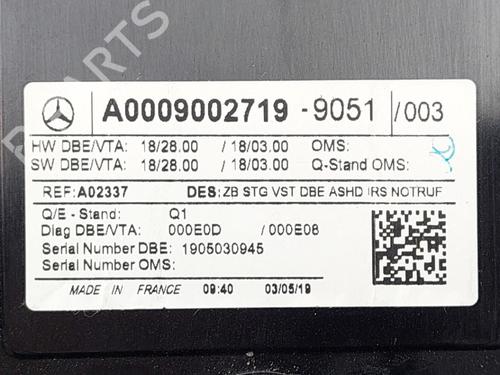 PARTS
A0009002719 - 9051 /003
HW DBE/VTA: 18/28.00 / 18/03.00 OMS:
SW DBE/VTA: 18/28.00 / 18/03.00 Q-Stand OMS:
REF: A02337 DES: ZB STG VST DBE ASHD IRS NOTRUF
Q/E - Stand: Q1
Diag DBE/VTA: 000E0D / 000E08
Serial Number DBE: 1905030945
Serial Number OMS:
MADE IN FRANCE 09:40 03/05/19